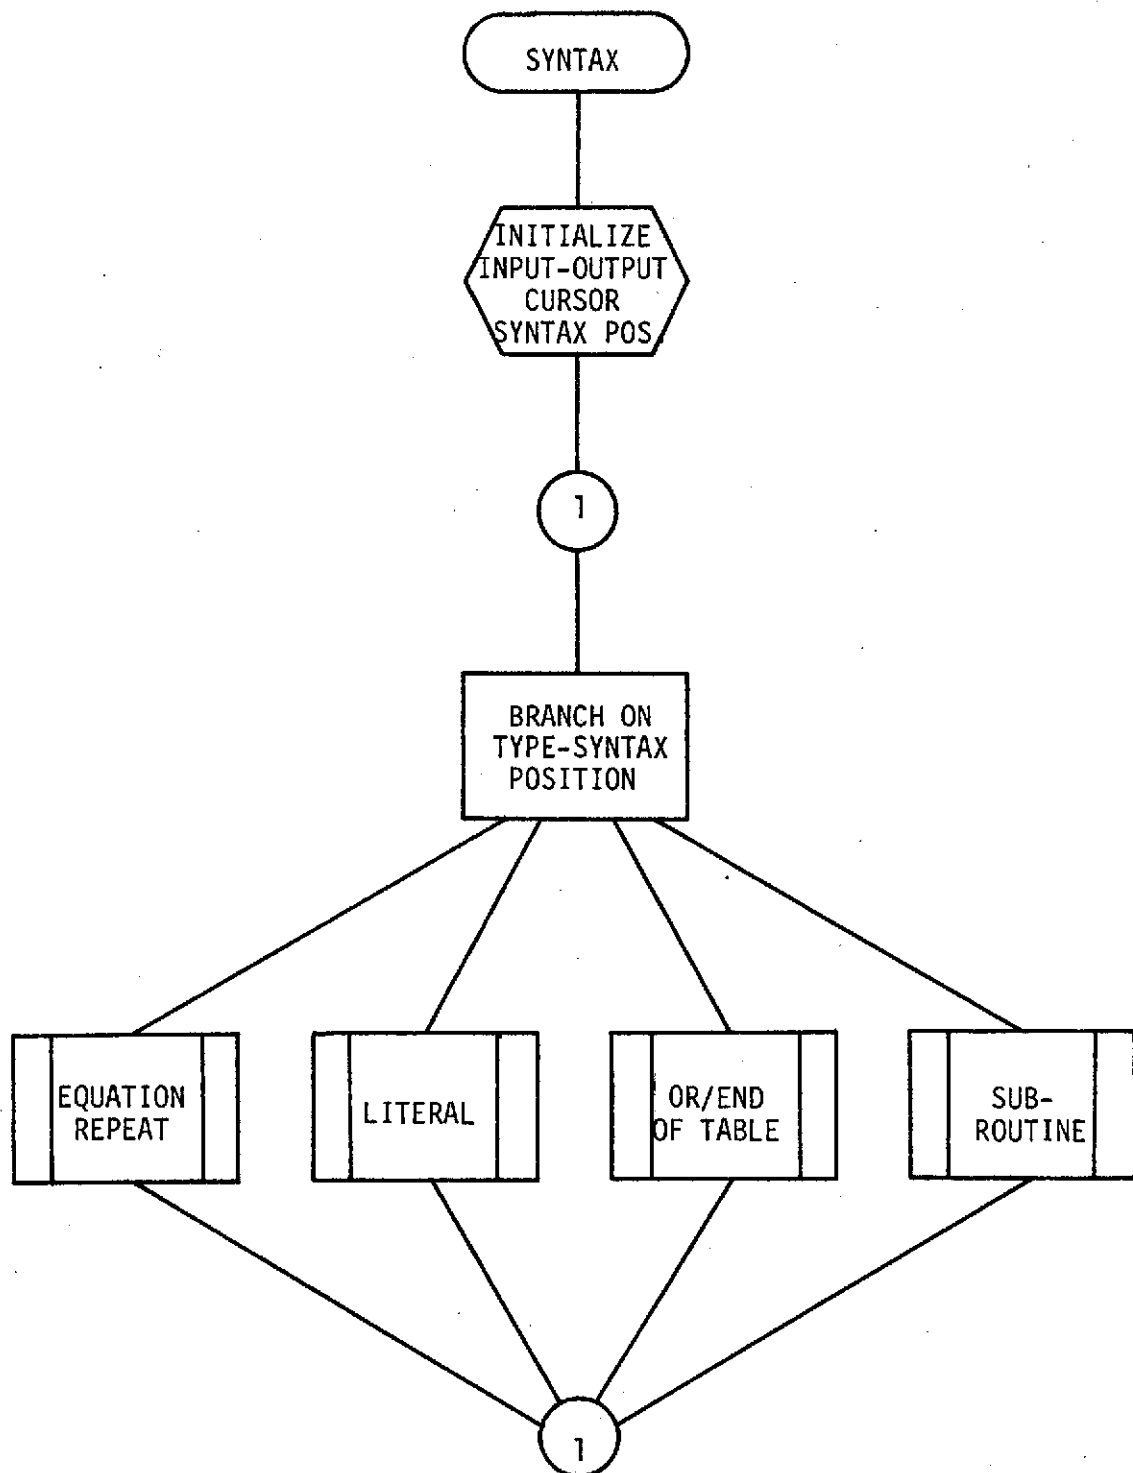 SYNTAX
INITIALIZE
INPUT-OUTPUT
CURSOR
SYNTAX POS.
1
BRANCH ON
TYPE-SYNTAX
POSITION
EQUATION
REPEAT
LITERAL
OR/END
OF TABLE
SUB-
ROUTINE
1